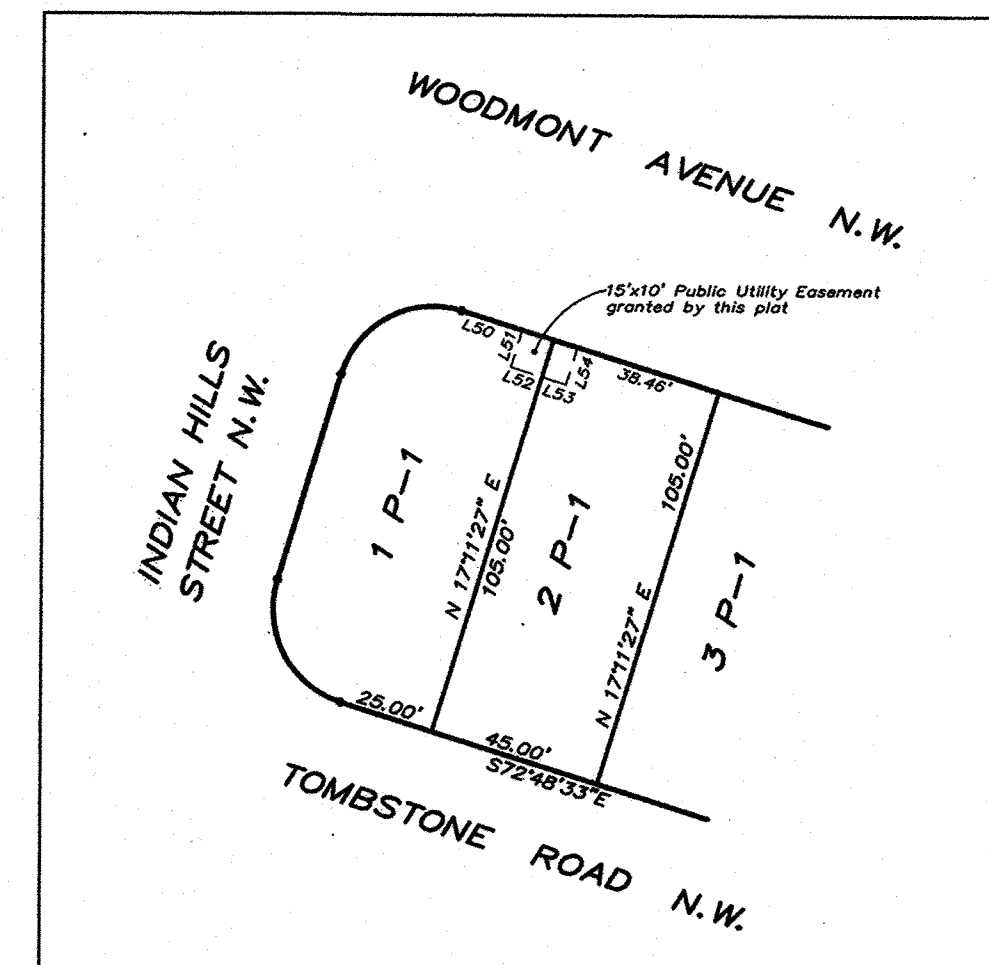 WOODMONT AVENUE N.W.
15'x10' Public Utility Easement
granted by this plat
L50
L51
L52
L53
L54
38.46'
INDIAN HILLS
STREET N.W.
1 P-1
N 17°11'27" E
105.00'
2 P-1
105.00'
N 17°11'27" E
3 P-1
25.00'
45.00'
S72°48'33"E
TOMBSTONE ROAD N.W.